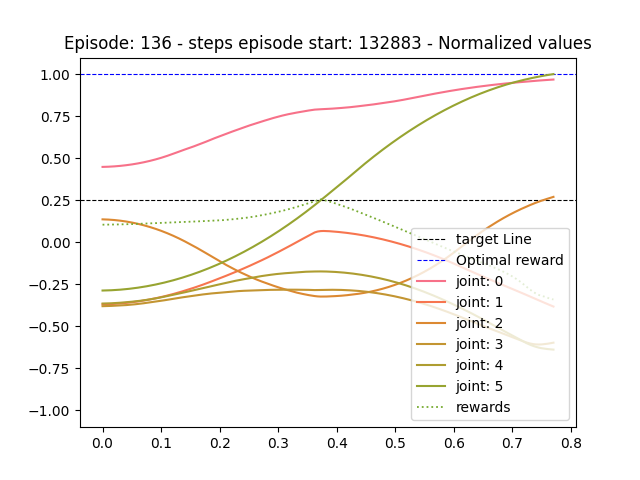 Episode: 136 - steps episode start: 132883 - Normalized values
1.00
0.75
0.50
0.25
0.00
−0.25
−0.50
−0.75
−1.00
target Line
Optimal reward
joint: 0
joint: 1
joint: 2
joint: 3
joint: 4
joint: 5
rewards
0.0 0.1 0.2 0.3 0.4 0.5 0.6 0.7 0.8